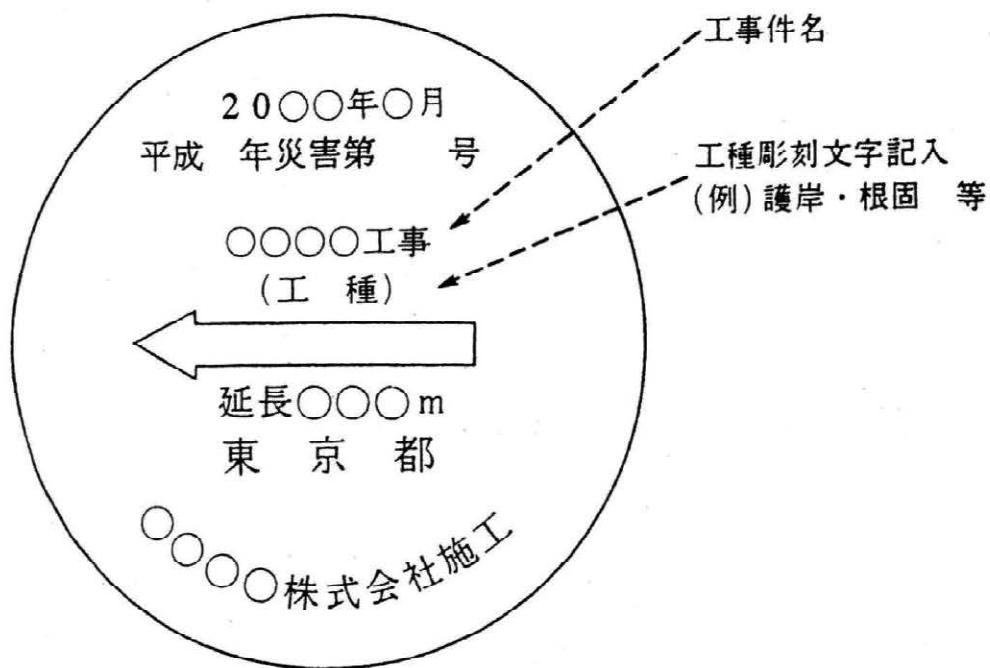 工事件名
2 0○○年○月
平成　年災害第　　号
工種彫刻文字記入
(例) 護岸・根固　等
○○○○工事
(工　種)
延長○○○m
東　京　都
○○○○株式会社施工